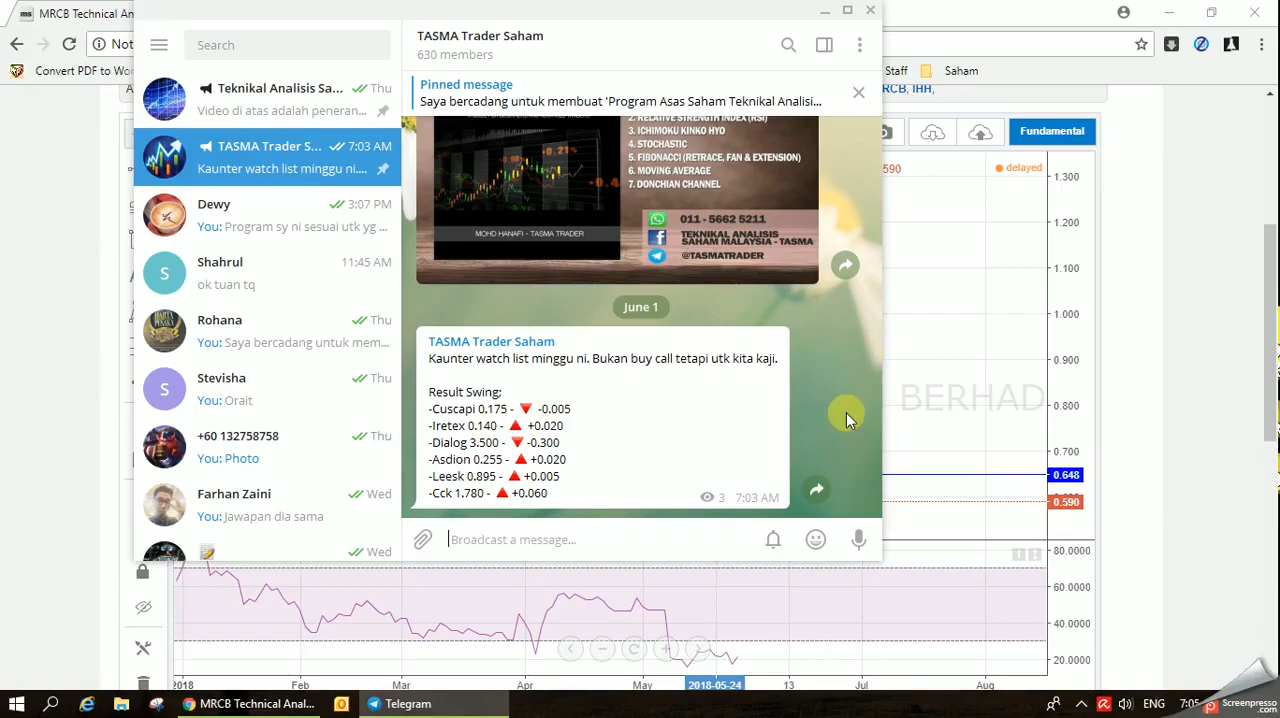 MRCB Technical Anal
Not
Convert PDF to Wo
Staff
Saham
RCB, IHH,
Fundamental
590
delayed
1.300
1.200
1.100
1.000
0.900
0.800
0.700
0.648
0.590
BERHAD
80.0000
60.0000
40.0000
20.0000
2018
Feb
Mar
Apr
May
2018-05-24
13
Jul
Aug
Search
Teknikal Analisis Sa...
Thu
Video di atas adalah peneran...
TASMA Trader S...
7:03 AM
Kaunter watch list minggu ni....
Dewy
3:07 PM
You: Program sy ni sesuai utk yg ...
Shahrul
11:45 AM
S
ok tuan tq
Rohana
Thu
You: Saya bercadang untuk mem...
Stevisha
Thu
S
You: Orait
+60 132758758
Thu
You: Photo
Farhan Zaini
Wed
You: Jawapan dia sama
Wed
TASMA Trader Saham
630 members
Pinned message
Saya bercadang untuk membuat 'Program Asas Saham Teknikal Analisi...
2. RELATIVE STRENGTH INDEX (RSI)
3. ICHIMOKU KINKO HYO
4. STOCHASTIC
5. FIBONACCI (RETRACE, FAN & EXTENSION)
6. MOVING AVERAGE
7. DONCHIAN CHANNEL
-0.21%
MOHD HANAFI - TASMA TRADER
011 - 5662 5211
TEKNIKAL ANALISIS
SAHAM MALAYSIA - TASMA
@TASMATRADER
June 1
TASMA Trader Saham
Kaunter watch list minggu ni. Bukan buy call tetapi utk kita kaji.
Result Swing;
-Cuscapi 0.175 - 🔻 -0.005
-Iretex 0.140 - 🔺 +0.020
-Dialog 3.500 - 🔻 -0.300
-Asdion 0.255 - 🔺 +0.020
-Leesk 0.895 - 🔺 +0.005
-Cck 1.780 - 🔺 +0.060
3 7:03 AM
Broadcast a message...
MRCB Technical Anal...
Telegram
ENG
7:05
Screenpresso
.com